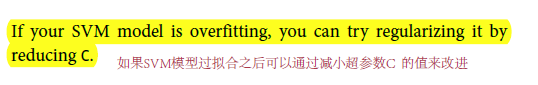 If your SVM model is overfitting, you can try regularizing it by
reducing C.
如果SVM模型过拟合之后可以通过减小超参数C 的值来改进